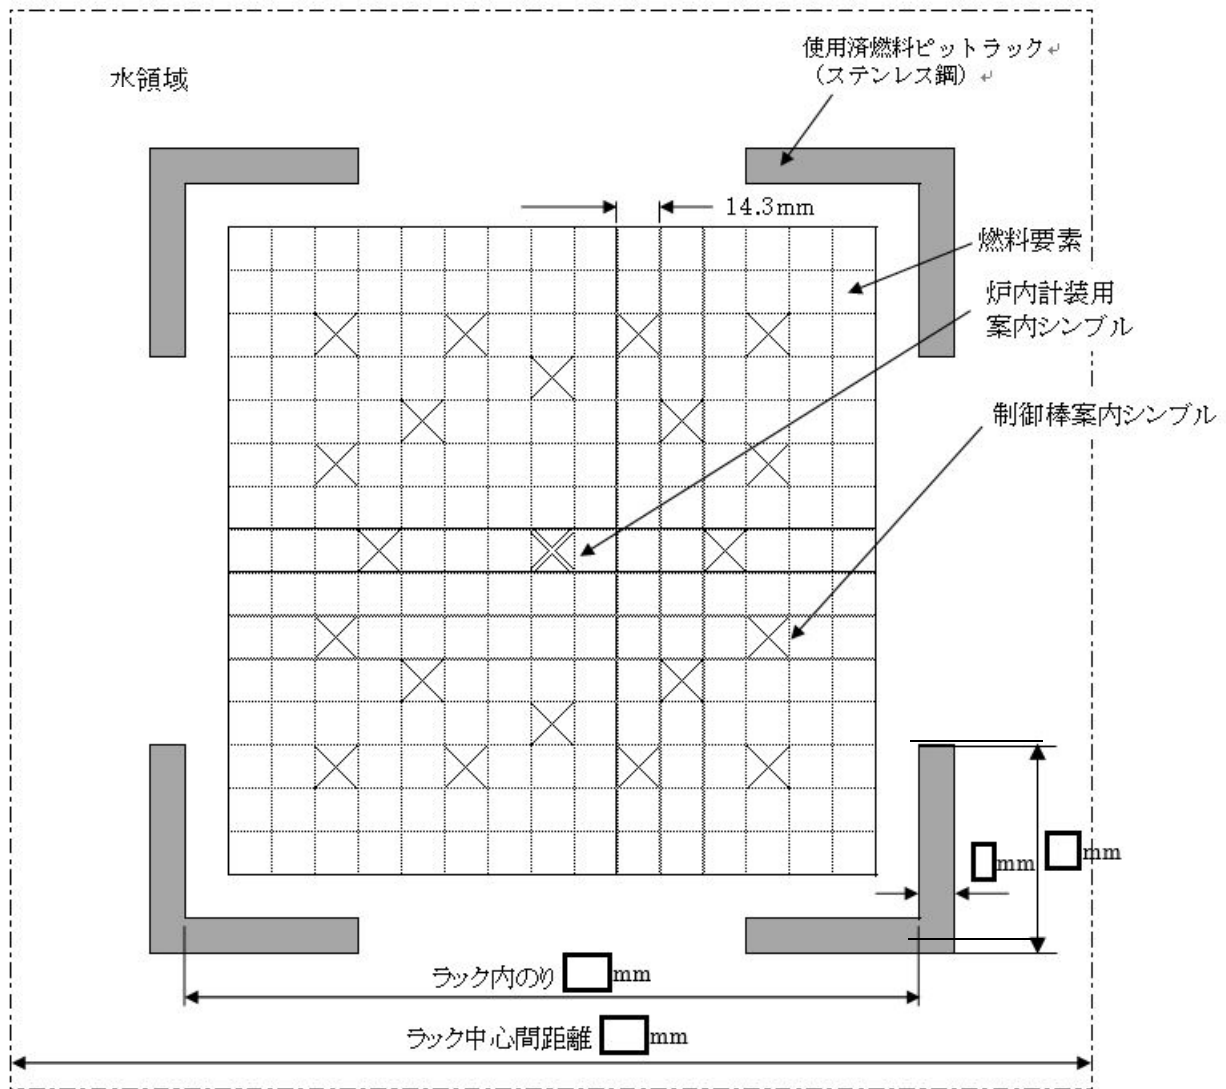 使用済燃料ピットラック↵
（ステンレス鋼）↵
水領域
14.3mm
燃料要素
炉内計装用
案内シンブル
制御棒案内シンブル
mm
mm
ラック内のり mm
ラック中心間距離 mm